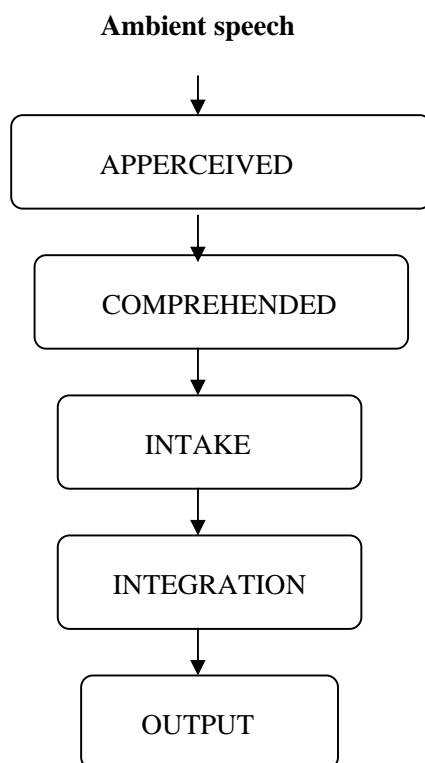 Ambient speech
APPERCEIVED
COMPREHENDED
INTAKE
INTEGRATION
OUTPUT